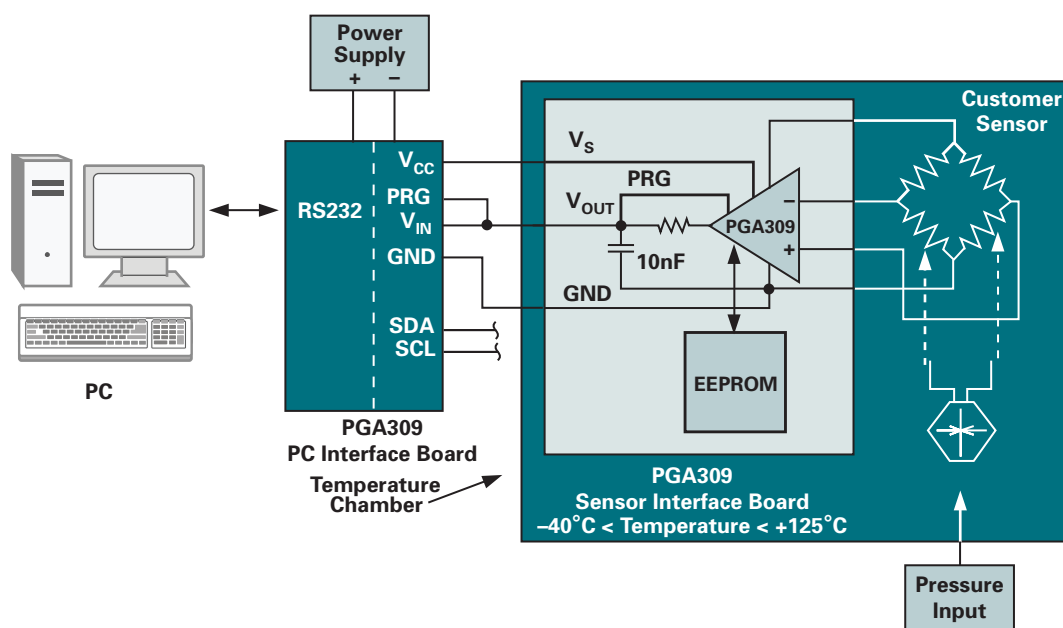 Power
Supply
+ −
RS232
V_CC
PRG
V_IN
GND
SDA
SCL
PC
PGA309
PC Interface Board
Temperature
Chamber
Customer
Sensor
V_S
PRG
V_OUT
PGA309
−
+
10nF
GND
EEPROM
PGA309
Sensor Interface Board
−40°C < Temperature < +125°C
Pressure
Input